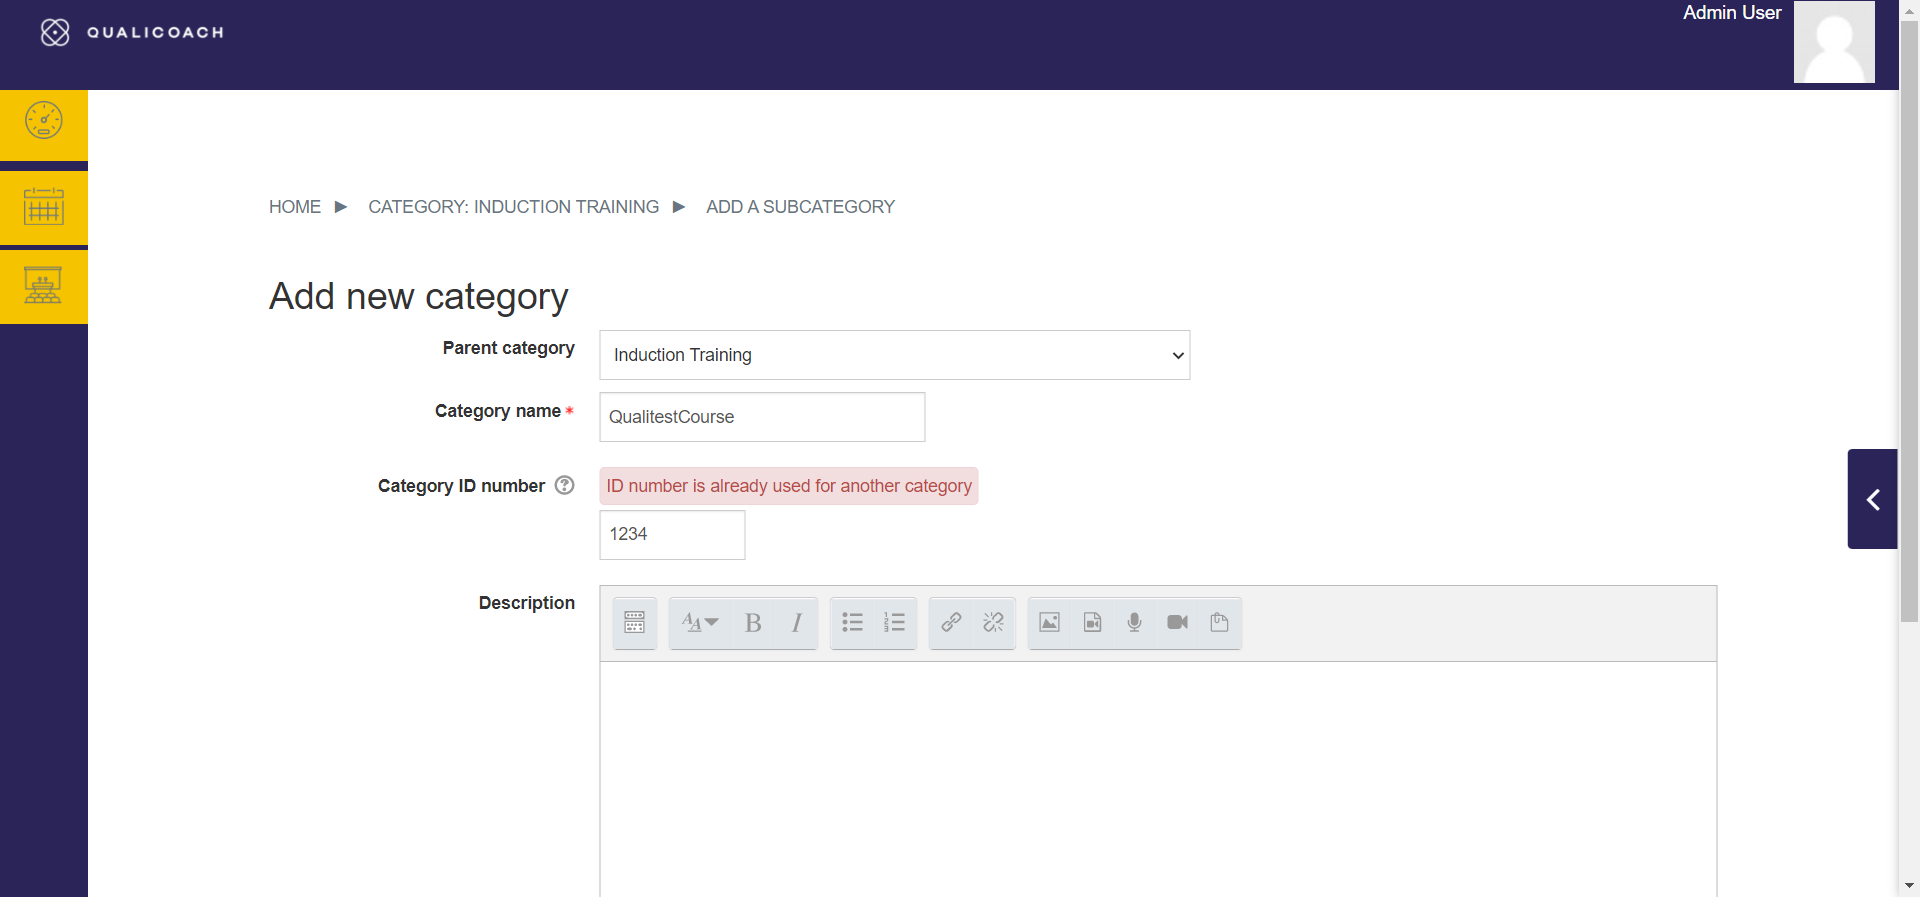 QUALICOACH
Admin User
HOME ▶ CATEGORY: INDUCTION TRAINING ▶ ADD A SUBCATEGORY
Add new category
Parent category
Induction Training
Category name *
QualitestCourse
Category ID number ?
ID number is already used for another category
1234
Description